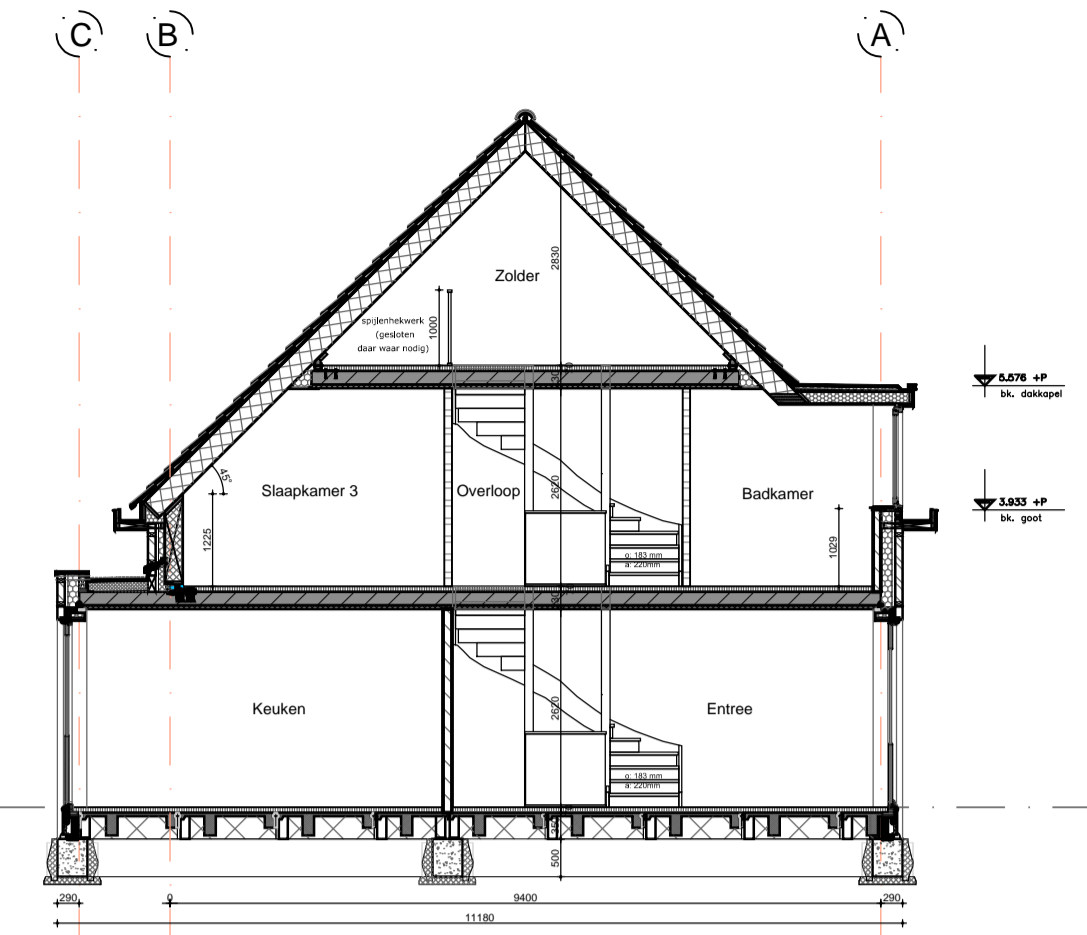 C
B
A
2830
Zolder
spijlenhekwerk
(gesloten
daar waar nodig)
1000
5.576 +P
bk. dakkapel
45°
Slaapkamer 3
Overloop
2620
Badkamer
3.933 +P
bk. goot
1225
1029
o: 183 mm
a: 220mm
Keuken
2620
Entree
o: 183 mm
a: 220mm
350
500
290
0
9400
290
11180